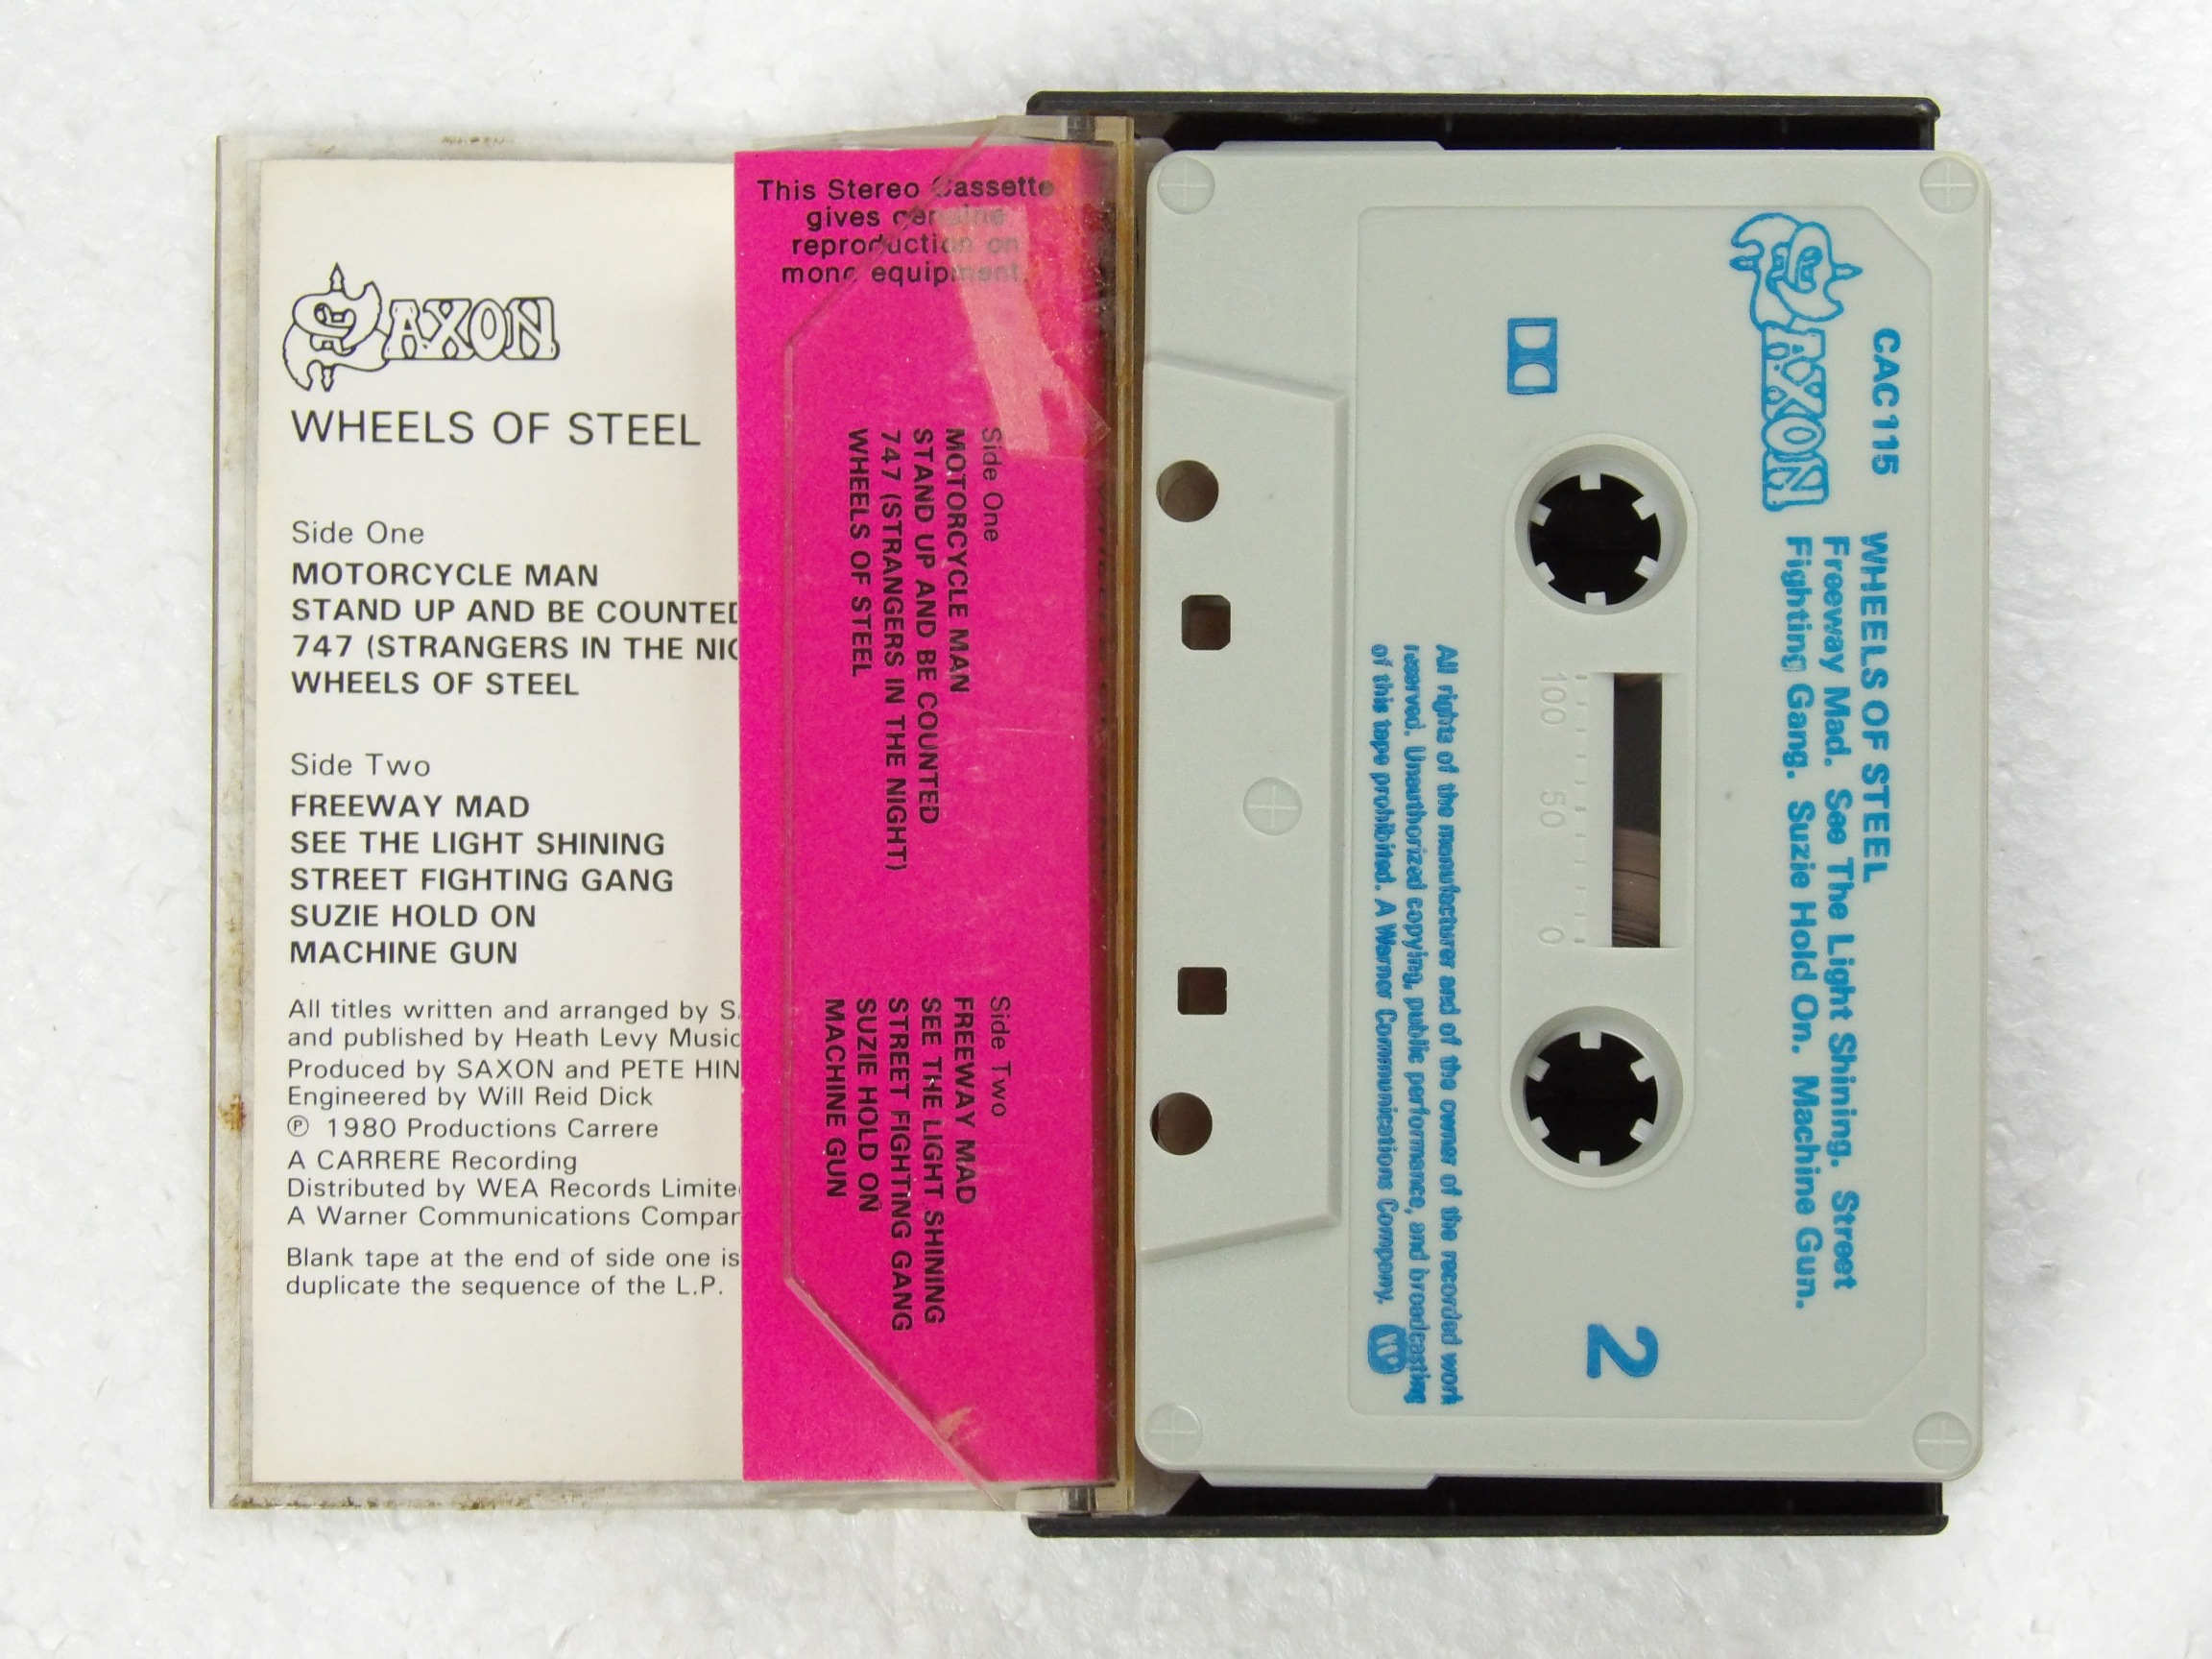 SAXON
WHEELS OF STEEL
Side One
MOTORCYCLE MAN
STAND UP AND BE COUNTED
747 (STRANGERS IN THE NIG
WHEELS OF STEEL
Side Two
FREEWAY MAD
SEE THE LIGHT SHINING
STREET FIGHTING GANG
SUZIE HOLD ON
MACHINE GUN
All titles written and arranged by S
and published by Heath Levy Music
Produced by SAXON and PETE HIN
Engineered by Will Reid Dick
℗ 1980 Productions Carrere
A CARRERE Recording
Distributed by WEA Records Limite
A Warner Communications Compan
Blank tape at the end of side one is
duplicate the sequence of the L.P.
This Stereo Cassette
gives genuine
reproduction on
mono equipment.
Side One
MOTORCYCLE MAN
STAND UP AND BE COUNTED
747 (STRANGERS IN THE NIGHT)
WHEELS OF STEEL
Side Two
FREEWAY MAD
SEE THE LIGHT SHINING
STREET FIGHTING GANG
SUZIE HOLD ON
MACHINE GUN
CAC115
SAXON
WHEELS OF STEEL
Freeway Mad. See The Light Shining. Street
Fighting Gang. Suzie Hold On. Machine Gun.
2
100 50 0
All rights of the manufacturer and of the owner of the recorded work
reserved. Unauthorized copying, public performance, and broadcasting
of this tape prohibited. A Warner Communications Company.